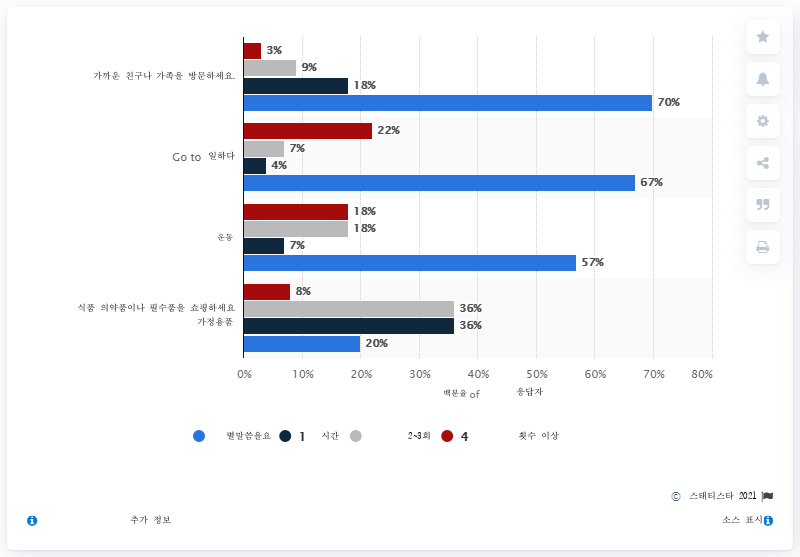 3%
가까운 친구나 가족을 방문하세요.
9%
18%
70%
22%
Go to 일하다
7%
4%
67%
18%
운동
18%
7%
57%
8%
식품 의약품이나 필수품을 쇼핑하세요
가정용품
36%
36%
20%
0% 10% 20% 30% 40% 50% 60% 70% 80%
백분율 of 응답자
별말씀을요 1 시간 2~3회 4 횟수 이상
© 스태티스타 2021
추가 정보 소스 표시